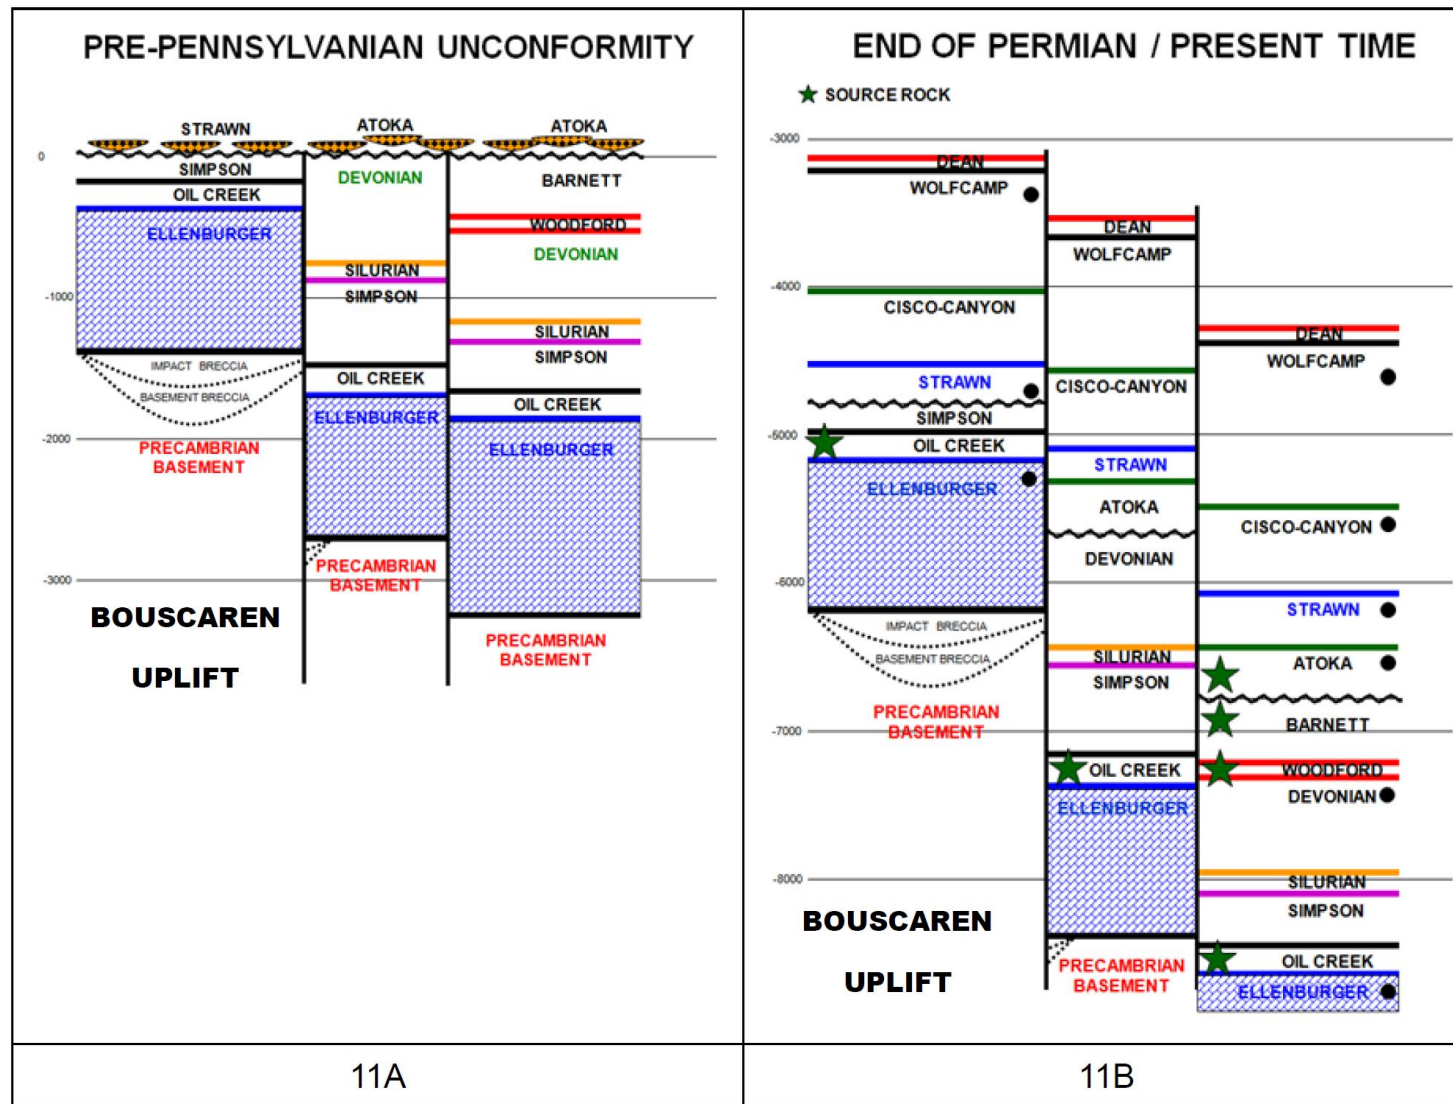 PRE-PENNSYLVANIAN UNCONFORMITY
STRAWN
ATOKA
ATOKA
0
SIMPSON
OIL CREEK
ELLENBURGER
IMPACT BRECCIA
BASEMENT BRECCIA
PRECAMBRIAN
BASEMENT
DEVONIAN
SILURIAN
SIMPSON
OIL CREEK
ELLENBURGER
PRECAMBRIAN
BASEMENT
BARNETT
WOODFORD
DEVONIAN
SILURIAN
SIMPSON
OIL CREEK
ELLENBURGER
PRECAMBRIAN
BASEMENT
-1000
-2000
-3000
BOUSCAREN
UPLIFT
11A
END OF PERMIAN / PRESENT TIME
SOURCE ROCK
-3000
-4000
-5000
-6000
-7000
-8000
DEAN
WOLFCAMP
CISCO-CANYON
STRAWN
SIMPSON
OIL CREEK
ELLENBURGER
IMPACT BRECCIA
BASEMENT BRECCIA
PRECAMBRIAN
BASEMENT
DEAN
WOLFCAMP
CISCO-CANYON
STRAWN
ATOKA
DEVONIAN
SILURIAN
SIMPSON
OIL CREEK
ELLENBURGER
PRECAMBRIAN
BASEMENT
DEAN
WOLFCAMP
CISCO-CANYON
STRAWN
ATOKA
BARNETT
WOODFORD
DEVONIAN
SILURIAN
SIMPSON
OIL CREEK
ELLENBURGER
BOUSCAREN
UPLIFT
11B